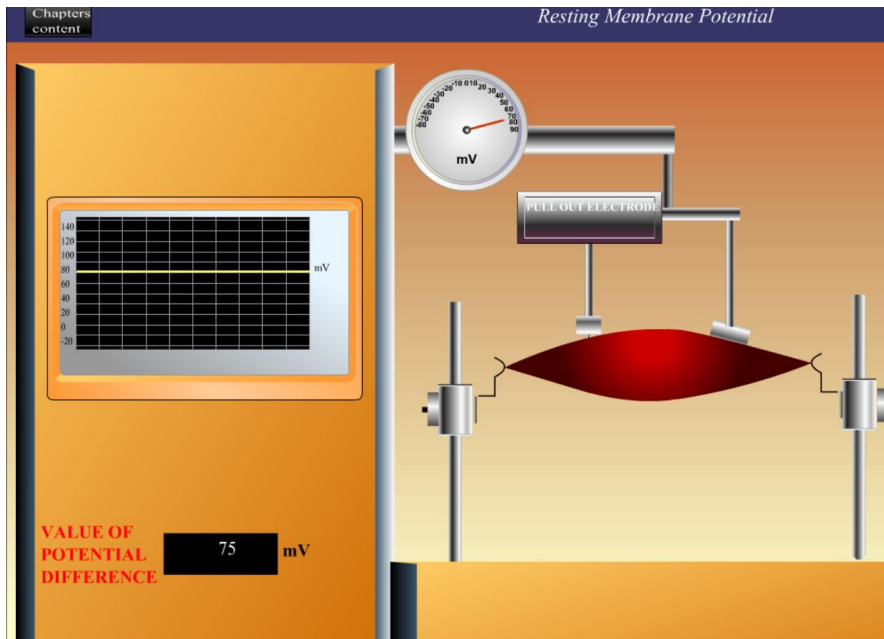 Chapters
content
Resting Membrane Potential
-80
-70
-60
-50
-40
-30
-20
-10
0
10
20
30
40
50
60
70
80
90
mV
PULL OUT ELECTRODE
140
120
100
80
60
40
20
0
-20
mV
VALUE OF
POTENTIAL
DIFFERENCE
75
mV